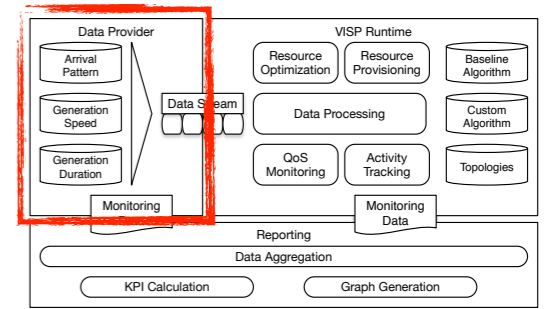 Data Provider
VISP Runtime
Arrival
Pattern
Generation
Speed
Generation
Duration
Data Stream
Resource
Optimization
Resource
Provisioning
Data Processing
QoS
Monitoring
Activity
Tracking
Baseline
Algorithm
Custom
Algorithm
Topologies
Monitoring
Monitoring
Data
Reporting
Data Aggregation
KPI Calculation
Graph Generation